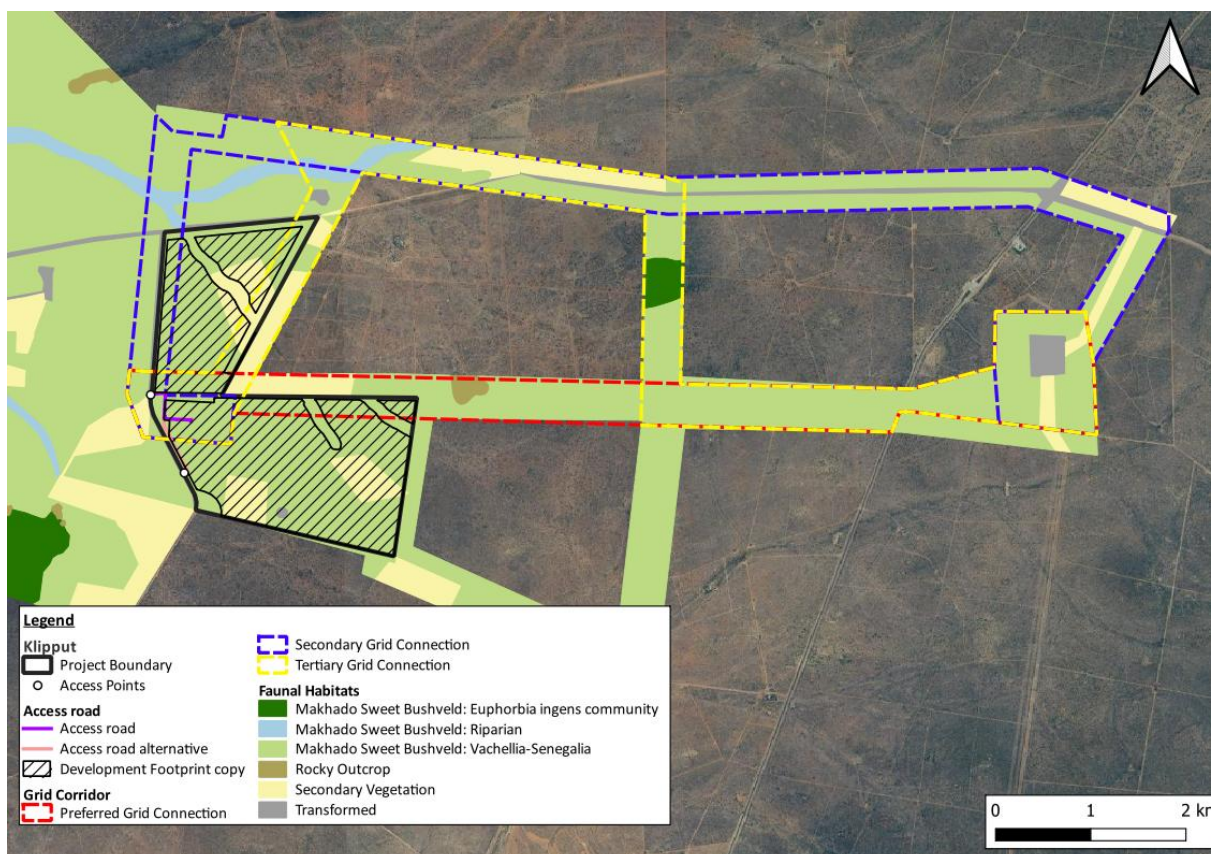 Legend
Klipput
Project Boundary
Access Points
Access road
Access road
Access road alternative
Development Footprint copy
Grid Corridor
Preferred Grid Connection
Secondary Grid Connection
Tertiary Grid Connection
Faunal Habitats
Makhado Sweet Bushveld: Euphorbia ingens community
Makhado Sweet Bushveld: Riparian
Makhado Sweet Bushveld: Vachellia-Senegalia
Rocky Outcrop
Secondary Vegetation
Transformed
0 1 2 km